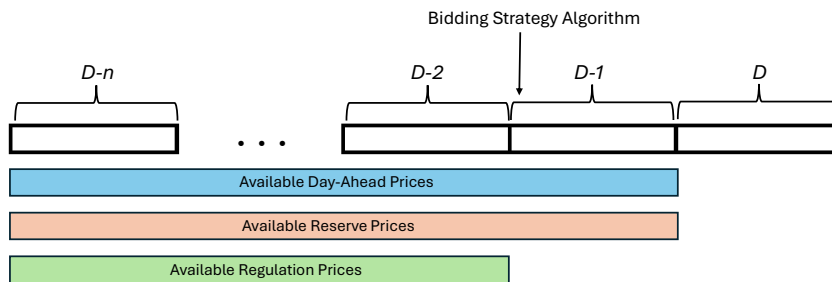 Bidding Strategy Algorithm
D-n
D-2
D-1
D
. . .
Available Day-Ahead Prices
Available Reserve Prices
Available Regulation Prices